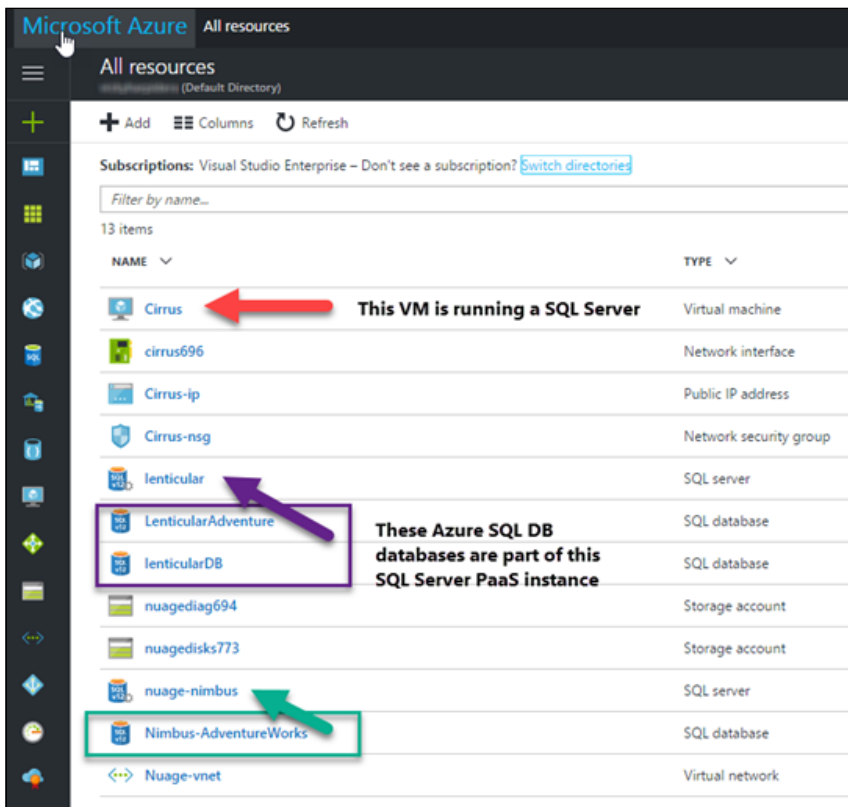 Microsoft Azure All resources
All resources
(Default Directory)
Add Columns Refresh
Subscriptions: Visual Studio Enterprise – Don't see a subscription? Switch directories
Filter by name...
13 items
NAME TYPE
Cirrus This VM is running a SQL Server Virtual machine
cirrus696 Network interface
Cirrus-ip Public IP address
Cirrus-nsg Network security group
lenticular SQL server
LenticularAdventure SQL database
These Azure SQL DB
databases are part of this
lenticularDB SQL database
SQL Server PaaS instance
nuagediag694 Storage account
nuagedisks773 Storage account
nuage-nimbus SQL server
Nimbus-AdventureWorks SQL database
Nuage-vnet Virtual network